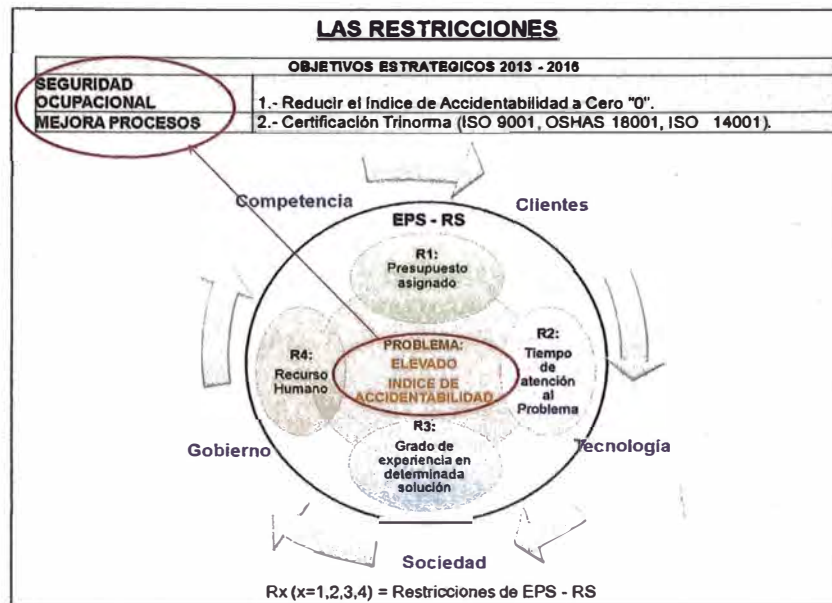 LAS RESTRICCIONES
OBJETIVOS ESTRATEGICOS 2013 - 2016
SEGURIDAD
OCUPACIONAL
1.- Reducir el Índice de Accidentabilidad a Cero "0".
MEJORA PROCESOS
2.- Certificación Trinorma (ISO 9001, OSHAS 18001, ISO 14001).
Competencia
Clientes
EPS - RS
R1:
Presupuesto
asignado
R4:
Recurso
Humano
PROBLEMA:
ELEVADO
INDICE DE
ACCIDENTABILIDAD
R2:
Tiempo
de
atención
al
Problema
R3:
Grado de
experiencia en
determinada
solución
Gobierno
Tecnología
Sociedad
Rx (x=1,2,3,4) = Restricciones de EPS - RS